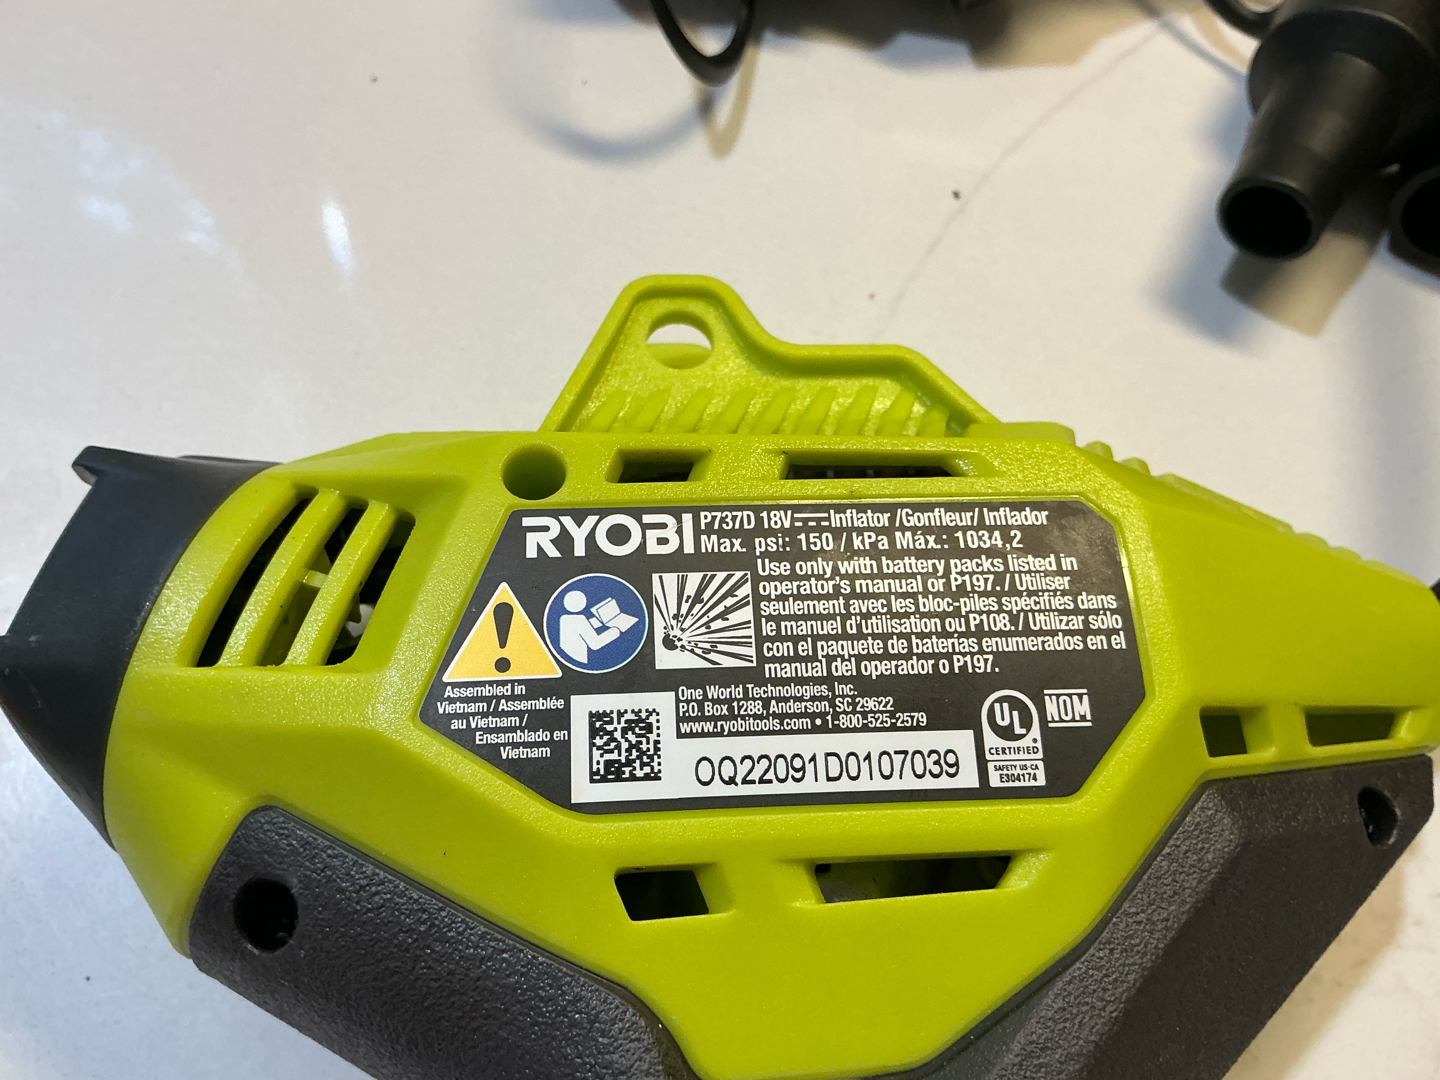 RYOBI P737D 18V⎓Inflator /Gonfleur/ Inflador
Max. psi: 150 / kPa Máx.: 1034,2
Use only with battery packs listed in
operator's manual or P197. / Utiliser
seulement avec les bloc-piles spécifiés dans
le manuel d'utilisation ou P108. / Utilizar sólo
con el paquete de baterías enumerados en el
manual del operador o P197.
Assembled in
Vietnam / Assemblée
au Vietnam /
Ensamblado en
Vietnam
One World Technologies, Inc.
P.O. Box 1288, Anderson, SC 29622
www.ryobitools.com • 1-800-525-2579
OQ22091D0107039
UL
®
CERTIFIED
SAFETY US-CA
E304174
NOM